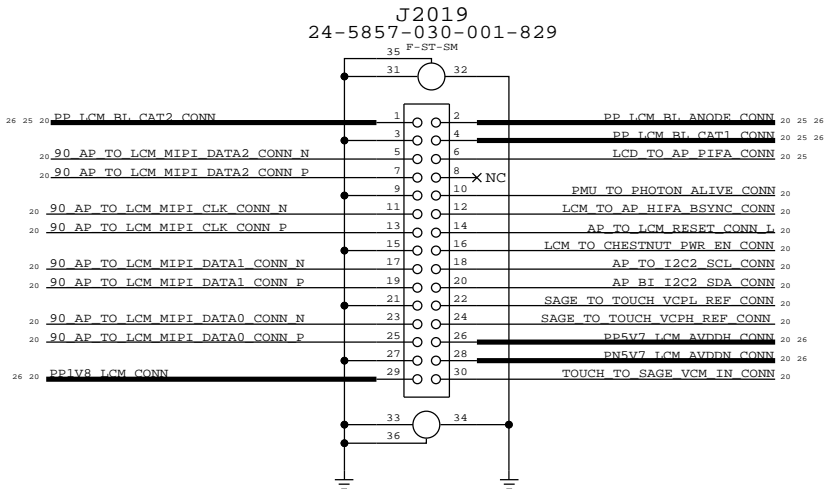 J2019
24-5857-030-001-829
F-ST-SM
35
31 32
26 25 20 PP_LCM_BL_CAT2_CONN 1 2 PP_LCM_BL_ANODE_CONN 20 25 26
3 4 PP_LCM_BL_CAT1_CONN 20 25 26
20 90_AP_TO_LCM_MIPI_DATA2_CONN_N 5 6 LCD_TO_AP_PIFA_CONN 20 25
20 90_AP_TO_LCM_MIPI_DATA2_CONN_P 7 8 NC
9 10 PMU_TO_PHOTON_ALIVE_CONN 20
20 90_AP_TO_LCM_MIPI_CLK_CONN_N 11 12 LCM_TO_AP_HIFA_BSYNC_CONN 20
20 90_AP_TO_LCM_MIPI_CLK_CONN_P 13 14 AP_TO_LCM_RESET_CONN_L 20
15 16 LCM_TO_CHESTNUT_PWR_EN_CONN 20
20 90_AP_TO_LCM_MIPI_DATA1_CONN_N 17 18 AP_TO_I2C2_SCL_CONN 20
20 90_AP_TO_LCM_MIPI_DATA1_CONN_P 19 20 AP_BI_I2C2_SDA_CONN 20
21 22 SAGE_TO_TOUCH_VCPL_REF_CONN 20
20 90_AP_TO_LCM_MIPI_DATA0_CONN_N 23 24 SAGE_TO_TOUCH_VCPH_REF_CONN 20
20 90_AP_TO_LCM_MIPI_DATA0_CONN_P 25 26 PP5V7_LCM_AVDDH_CONN 20 26
27 28 PN5V7_LCM_AVDDN_CONN 20 26
26 20 PP1V8_LCM_CONN 29 30 TOUCH_TO_SAGE_VCM_IN_CONN 20
33 34
36